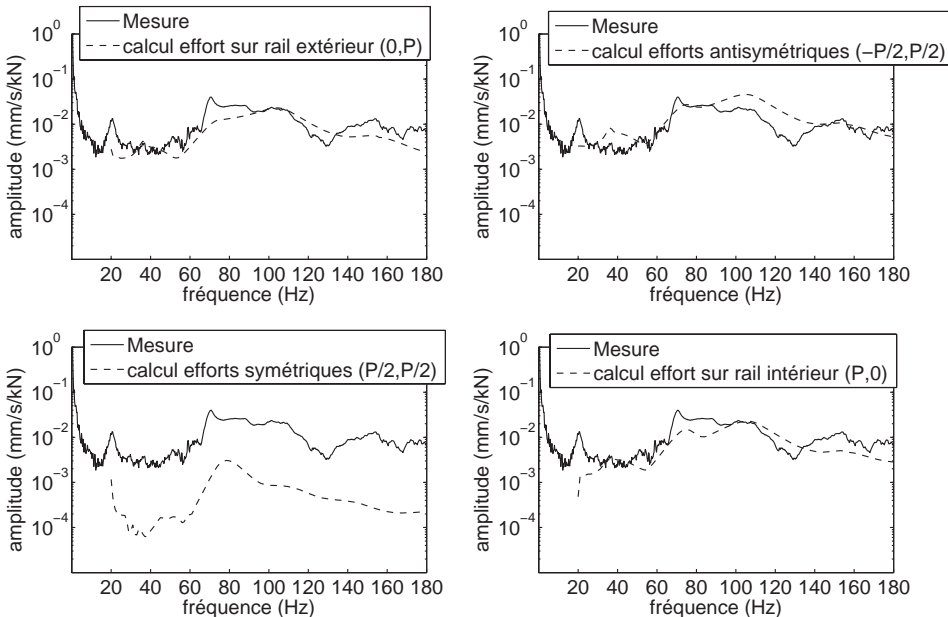 Mesure
calcul effort sur rail extérieur (0,P)
10^0
10^-1
10^-2
10^-3
10^-4
amplitude (mm/s/kN)
20 40 60 80 100 120 140 160 180
fréquence (Hz)
Mesure
calcul efforts antisymétriques (−P/2,P/2)
10^0
10^-1
10^-2
10^-3
10^-4
amplitude (mm/s/kN)
20 40 60 80 100 120 140 160 180
fréquence (Hz)
Mesure
calcul efforts symétriques (P/2,P/2)
10^0
10^-1
10^-2
10^-3
10^-4
amplitude (mm/s/kN)
20 40 60 80 100 120 140 160 180
fréquence (Hz)
Mesure
calcul effort sur rail intérieur (P,0)
10^0
10^-1
10^-2
10^-3
10^-4
amplitude (mm/s/kN)
20 40 60 80 100 120 140 160 180
fréquence (Hz)